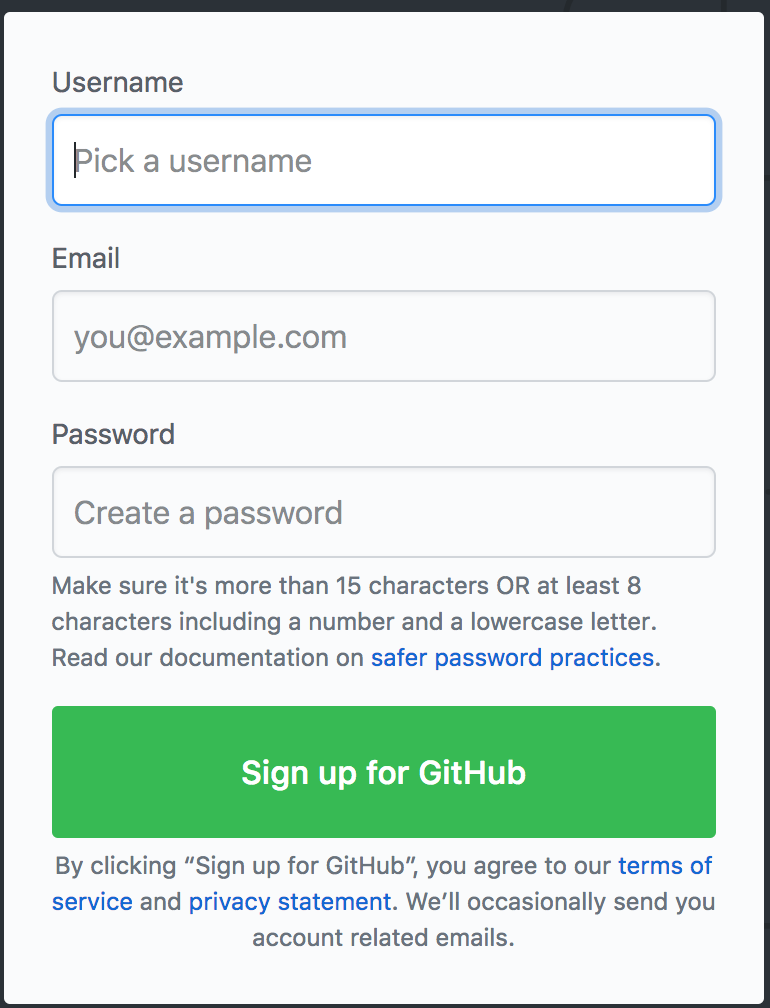 Username
Pick a username
Email
you@example.com
Password
Create a password
Make sure it's more than 15 characters OR at least 8
characters including a number and a lowercase letter.
Read our documentation on safer password practices.
Sign up for GitHub
By clicking “Sign up for GitHub”, you agree to our terms of
service and privacy statement. We’ll occasionally send you
account related emails.